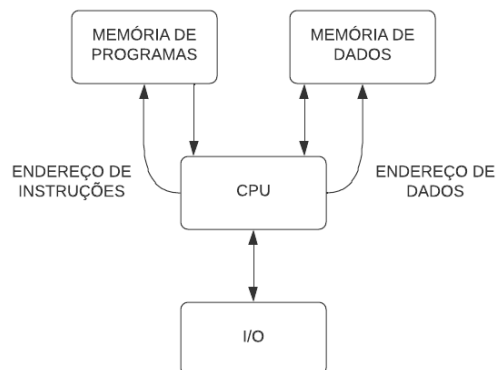 MEMÓRIA DE
PROGRAMAS
MEMÓRIA DE
DADOS
ENDEREÇO DE
INSTRUÇÕES
CPU
ENDEREÇO DE
DADOS
I/O